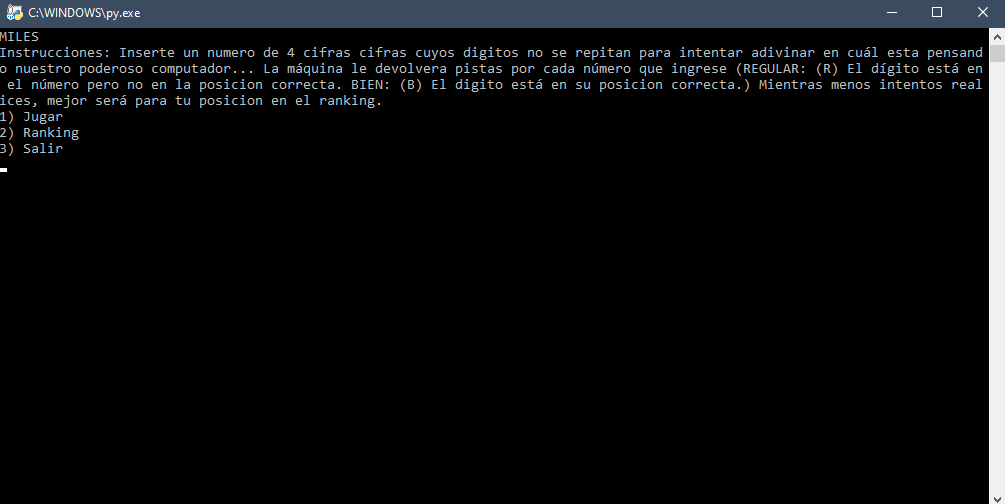 C:\WINDOWS\py.exe
MILES
Instrucciones: Inserte un numero de 4 cifras cifras cuyos digitos no se repitan para intentar adivinar en cuál esta pensand
o nuestro poderoso computador... La máquina le devolvera pistas por cada número que ingrese (REGULAR: (R) El dígito está en
 el número pero no en la posicion correcta. BIEN: (B) El digito está en su posicion correcta.) Mientras menos intentos real
ices, mejor será para tu posicion en el ranking.
1) Jugar
2) Ranking
3) Salir